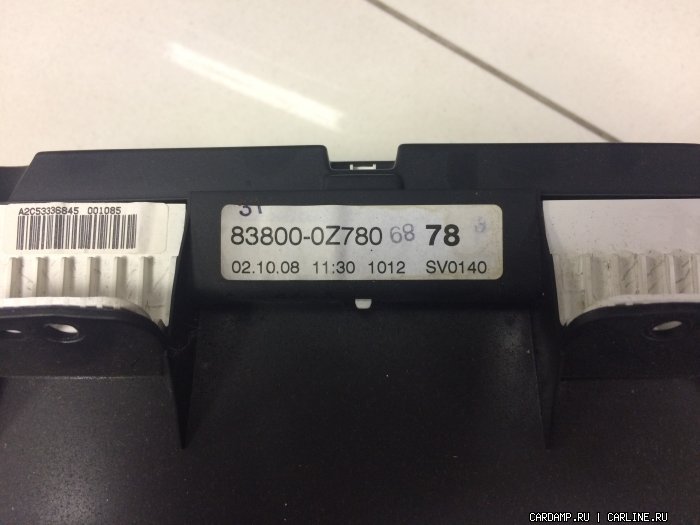 A2C53336845 001085
83800-0Z780 68 78
02.10.08 11:30 1012 SV0140
CARDAMP.RU | CARLINE.RU